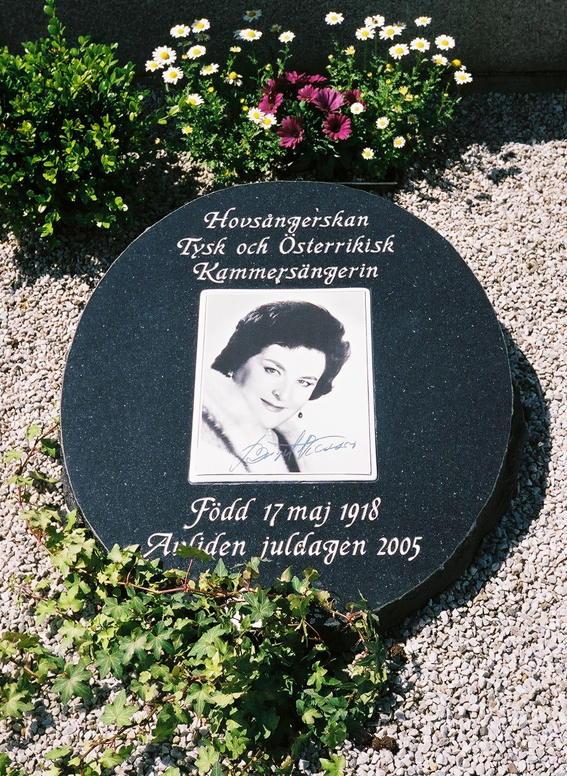 Hovsångerskan
Tysk och Österrikisk
Kammersängerin
Född 17 maj 1918
Avliden juldagen 2005